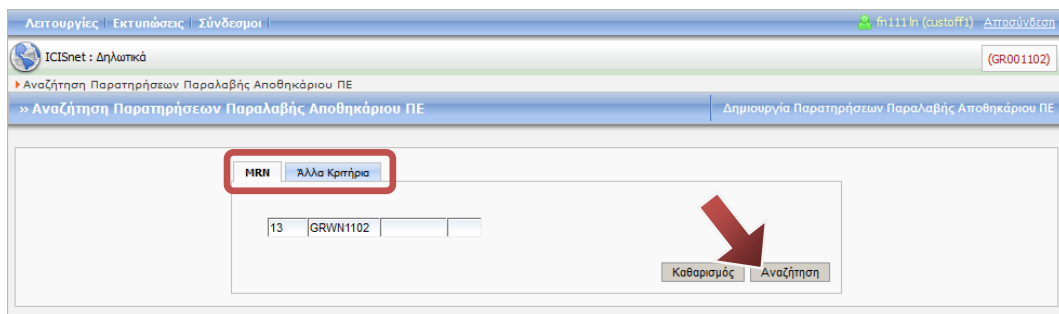 Λειτουργίες | Εκτυπώσεις | Σύνδεσμοι | fn111 ln (custoff1) Αποσύνδεση
ICISnet : Δηλωτικά (GR001102)
Αναζήτηση Παρατηρήσεων Παραλαβής Αποθηκάριου ΠΕ
» Αναζήτηση Παρατηρήσεων Παραλαβής Αποθηκάριου ΠΕ Δημιουργία Παρατηρήσεων Παραλαβής Αποθηκάριου ΠΕ
MRN Άλλα Κριτήρια
13 GRWN1102
Καθαρισμός Αναζήτηση